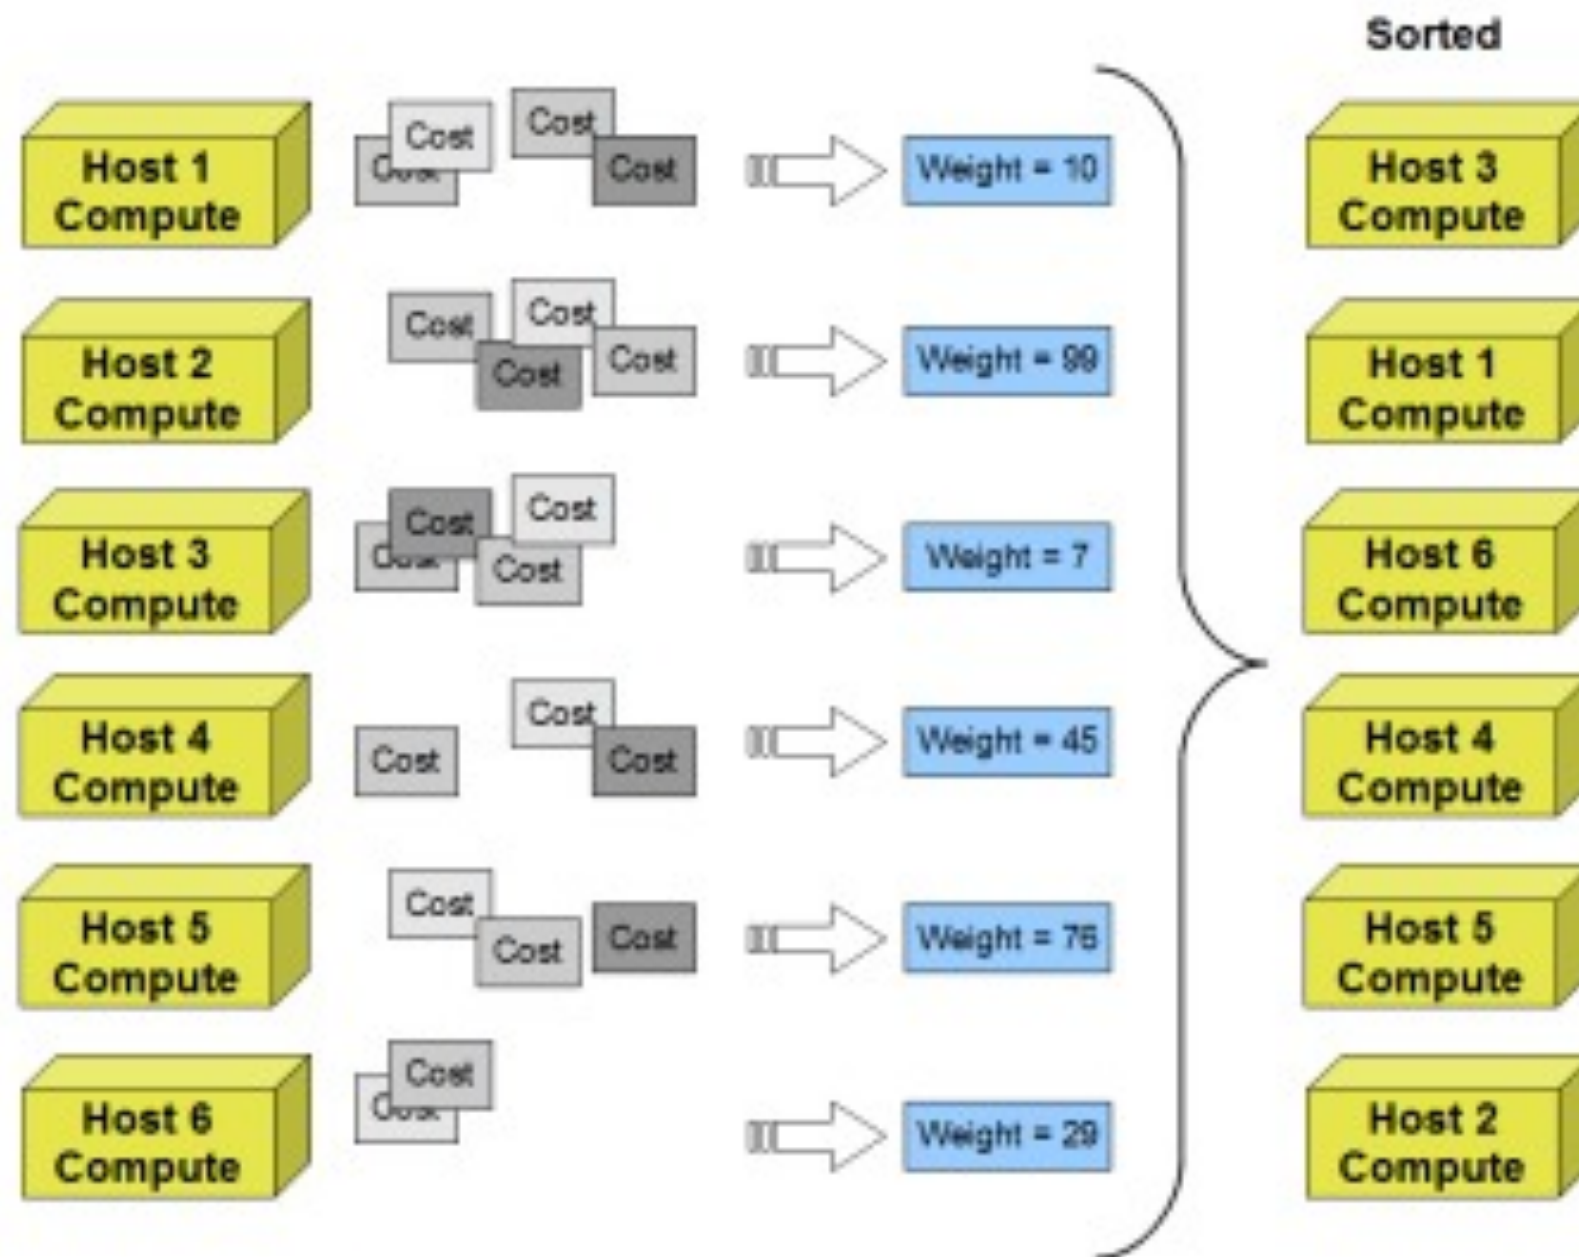 Sorted
Host 1
Compute
Cost
Cost
Cost
Cost
Weight = 10
Host 3
Compute
Host 2
Compute
Cost
Cost
Cost
Cost
Weight = 99
Host 1
Compute
Host 3
Compute
Cost
Cost
Cost
Cost
Weight = 7
Host 6
Compute
Host 4
Compute
Cost
Cost
Cost
Weight = 45
Host 4
Compute
Host 5
Compute
Cost
Cost
Cost
Weight = 76
Host 5
Compute
Host 6
Compute
Cost
Cost
Weight = 29
Host 2
Compute